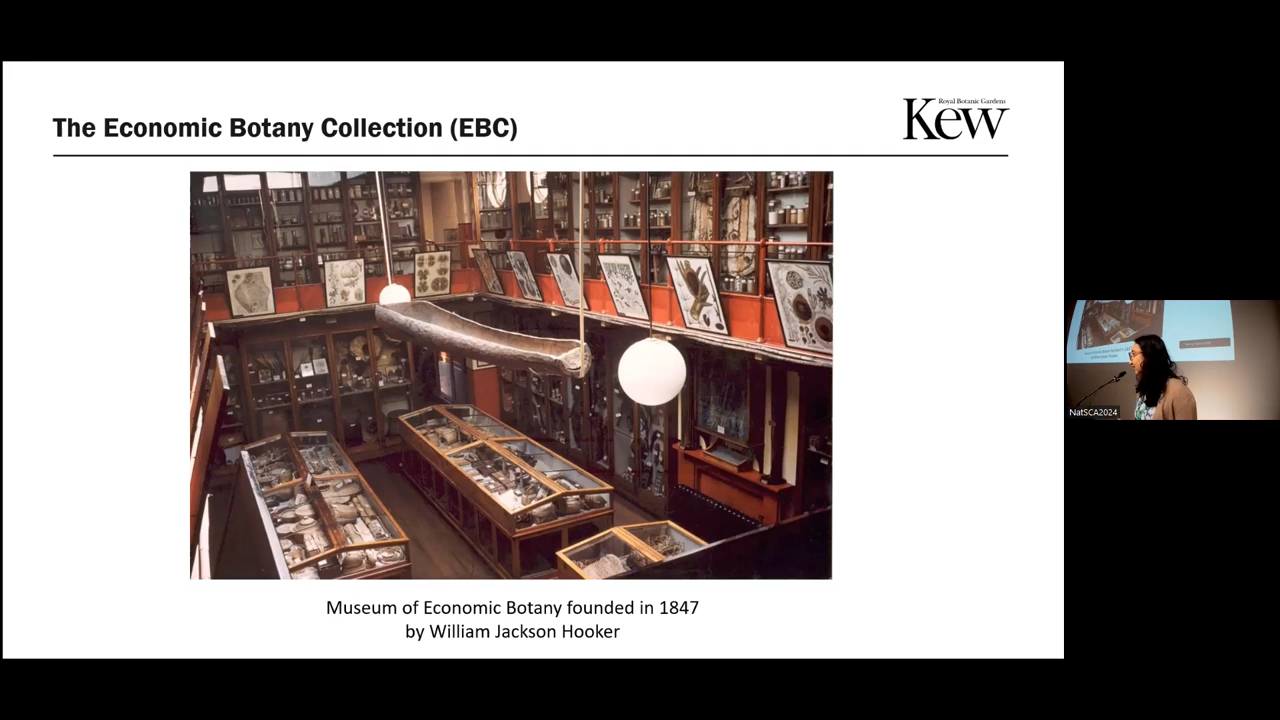 The Economic Botany Collection (EBC)
Royal Botanic Gardens
Kew
Museum of Economic Botany founded in 1847
by William Jackson Hooker
NatSCA2024